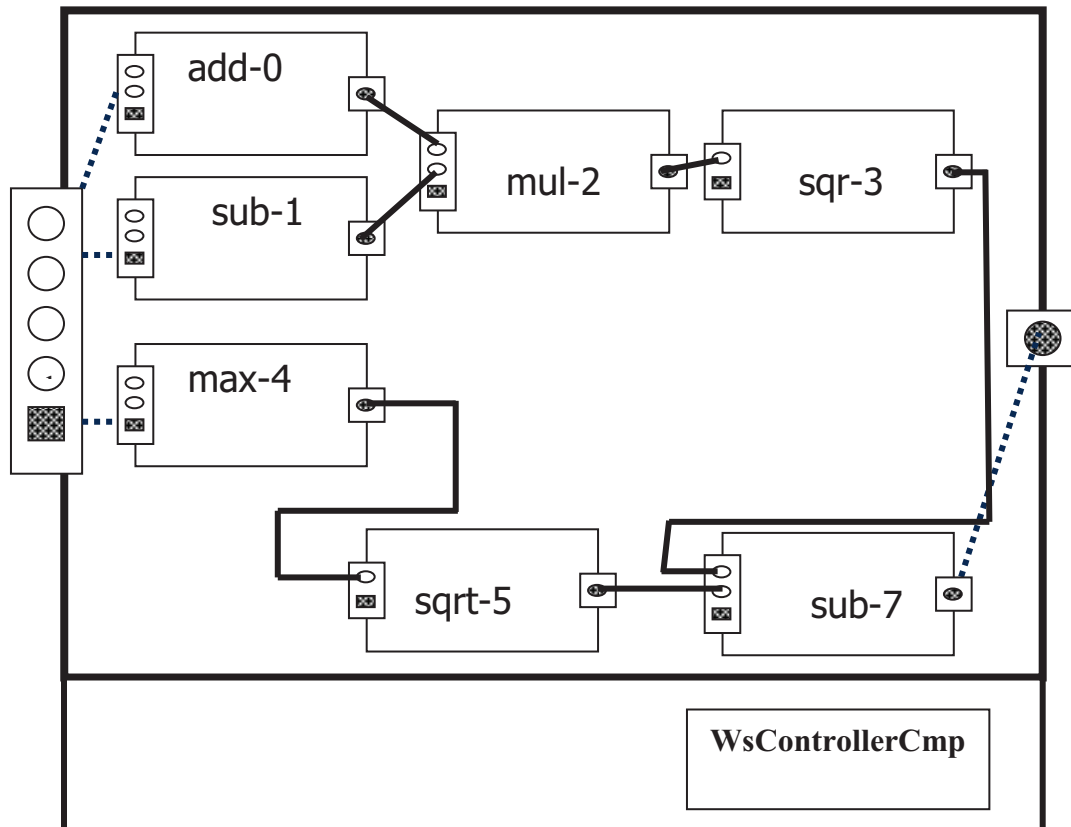 add-0
sub-1
mul-2
sqr-3
max-4
sqrt-5
sub-7
WsControllerCmp